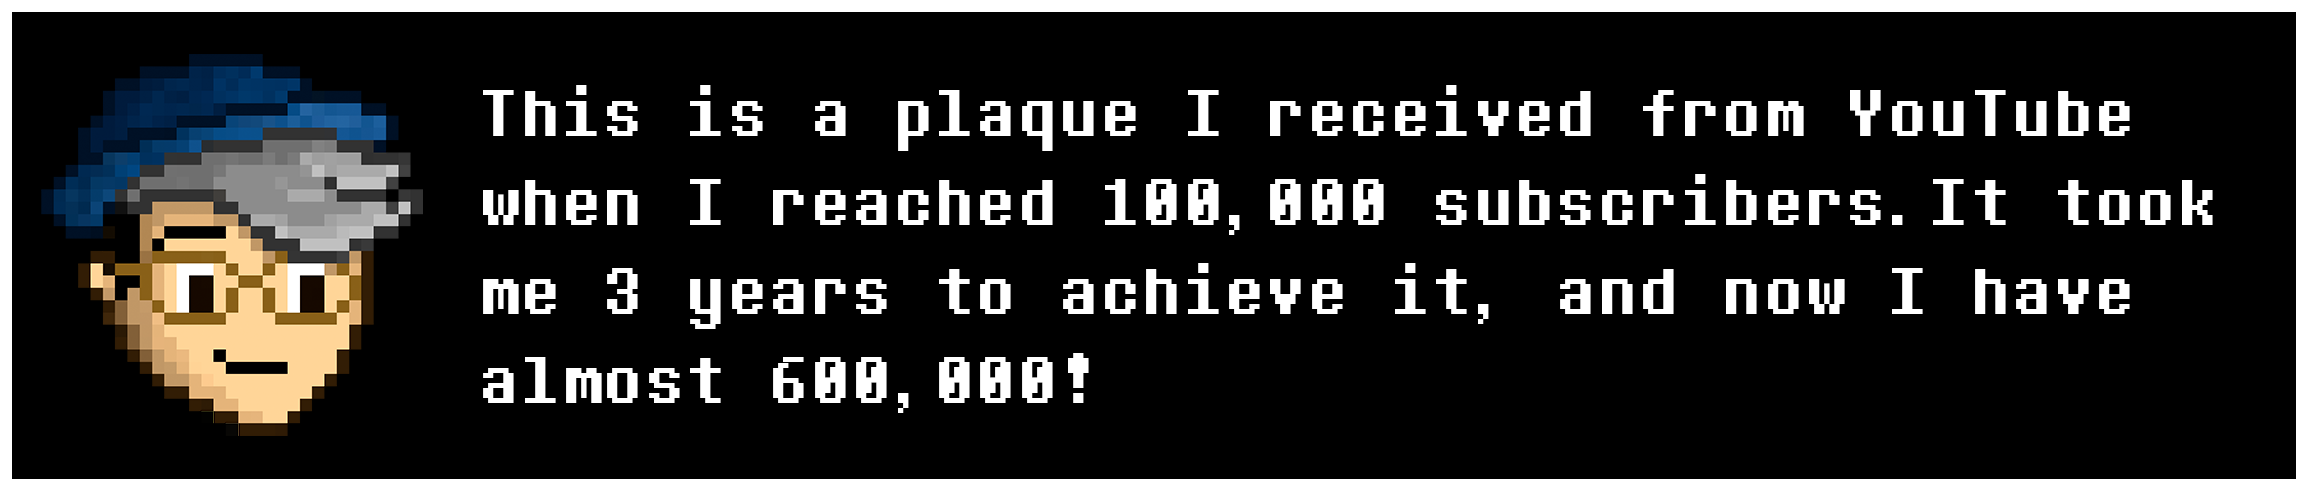 This is a plaque I received from YouTube
when I reached 100,000 subscribers.It took
me 3 years to achieve it, and now I have
almost 600,000!